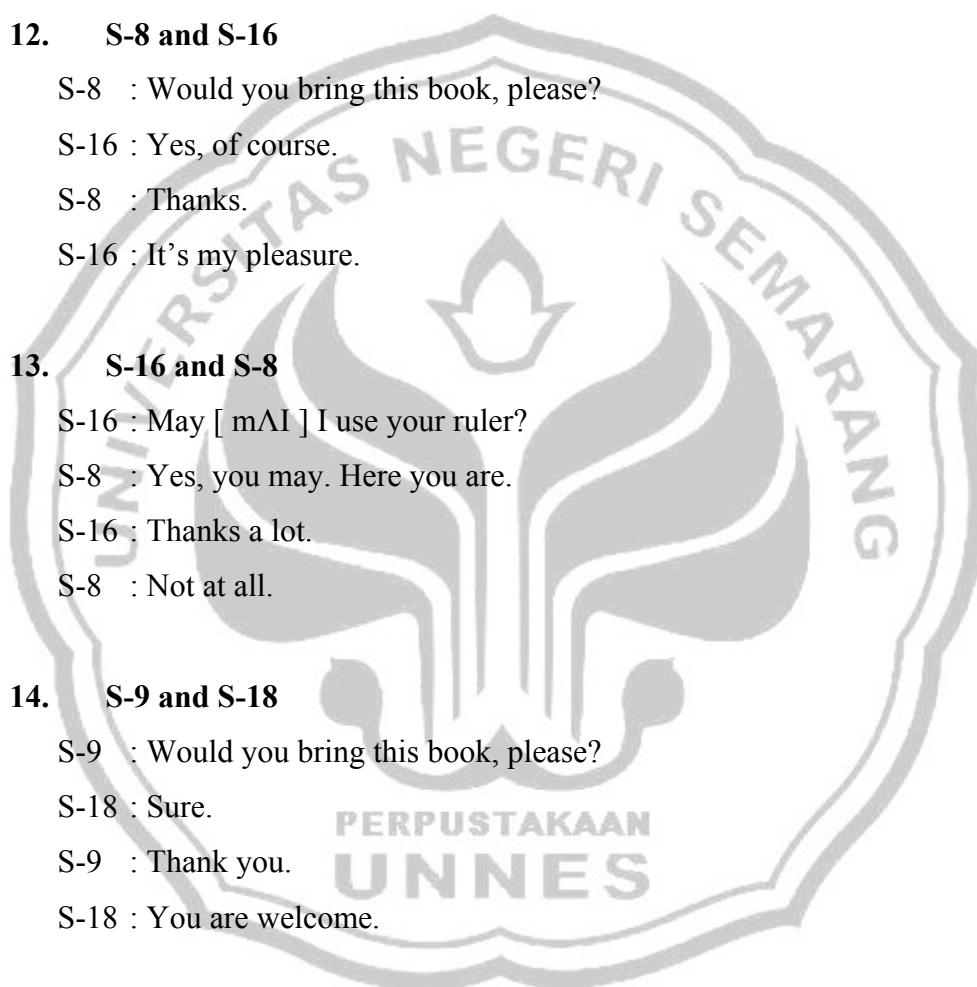 12. S-8 and S-16
S-8 : Would you bring this book, please?
S-16 : Yes, of course.
S-8 : Thanks.
S-16 : It’s my pleasure.
13. S-16 and S-8
S-16 : May [ mΛI ] I use your ruler?
S-8 : Yes, you may. Here you are.
S-16 : Thanks a lot.
S-8 : Not at all.
14. S-9 and S-18
S-9 : Would you bring this book, please?
S-18 : Sure.
S-9 : Thank you.
S-18 : You are welcome.
UNIVERSITAS NEGERI SEMARANG
PERPUSTAKAAN
UNNES